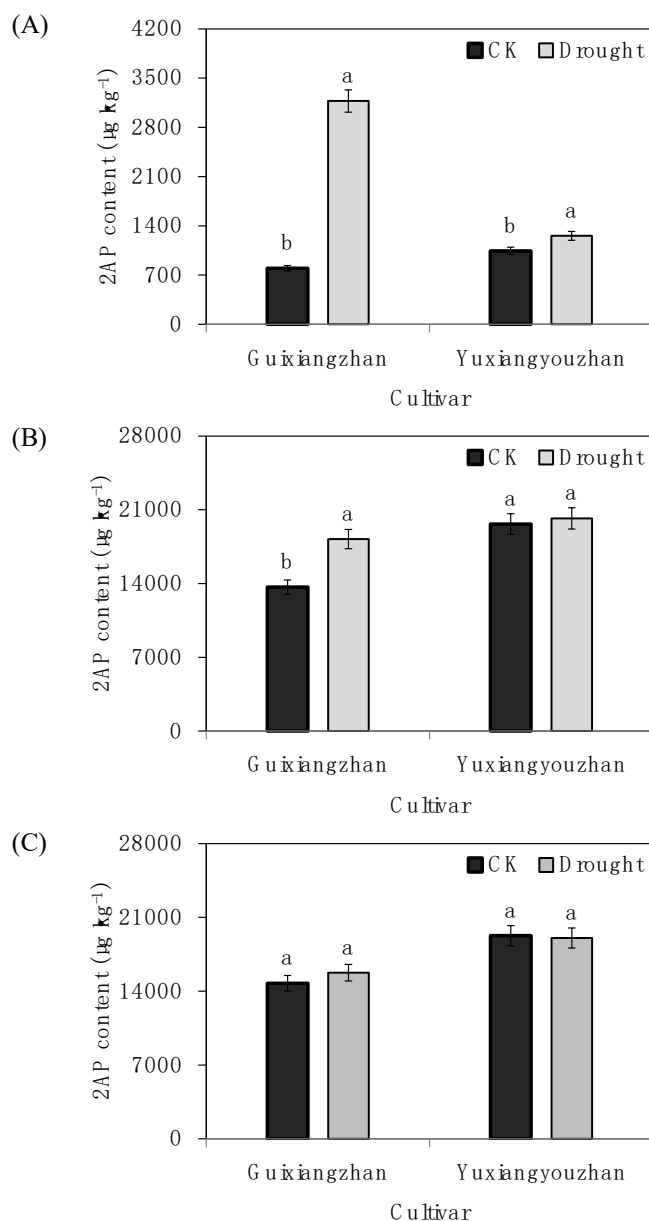 (A)
4200
3500
2800
2100
1400
700
0
2AP content (µg kg⁻¹)
CK Drought
b a b a
Guixiangzhan Yuxiangyouzhan
Cultivar
(B)
28000
21000
14000
7000
0
2AP content (µg kg⁻¹)
CK Drought
b a a a
Guixiangzhan Yuxiangyouzhan
Cultivar
(C)
28000
21000
14000
7000
0
2AP content (µg kg⁻¹)
CK Drought
a a a a
Guixiangzhan Yuxiangyouzhan
Cultivar